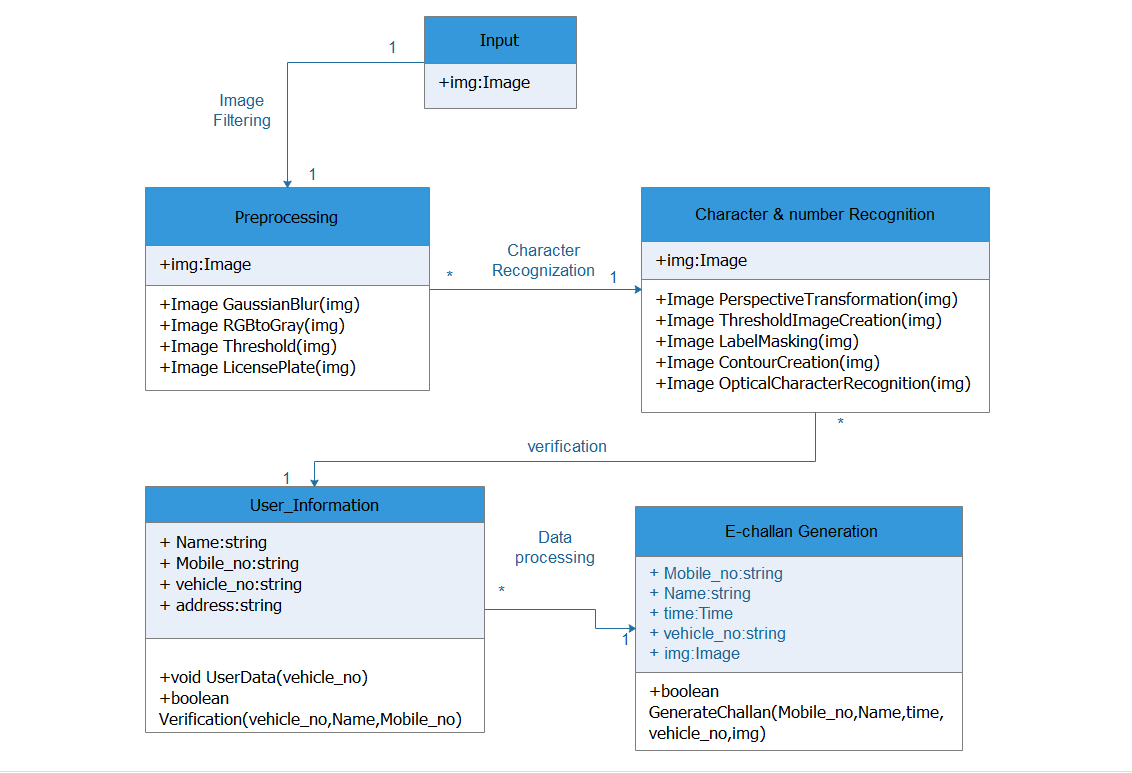 Input
+img:Image
1
Image
Filtering
1
Preprocessing
+img:Image
+Image GaussianBlur(img)
+Image RGBtoGray(img)
+Image Threshold(img)
+Image LicensePlate(img)
Character
Recognization
*
1
Character & number Recognition
+img:Image
+Image PerspectiveTransformation(img)
+Image ThresholdImageCreation(img)
+Image LabelMasking(img)
+Image ContourCreation(img)
+Image OpticalCharacterRecognition(img)
*
verification
1
User_Information
+ Name:string
+ Mobile_no:string
+ vehicle_no:string
+ address:string
+void UserData(vehicle_no)
+boolean
Verification(vehicle_no,Name,Mobile_no)
Data
processing
*
1
E-challan Generation
+ Mobile_no:string
+ Name:string
+ time:Time
+ vehicle_no:string
+ img:Image
+boolean
GenerateChallan(Mobile_no,Name,time,
vehicle_no,img)